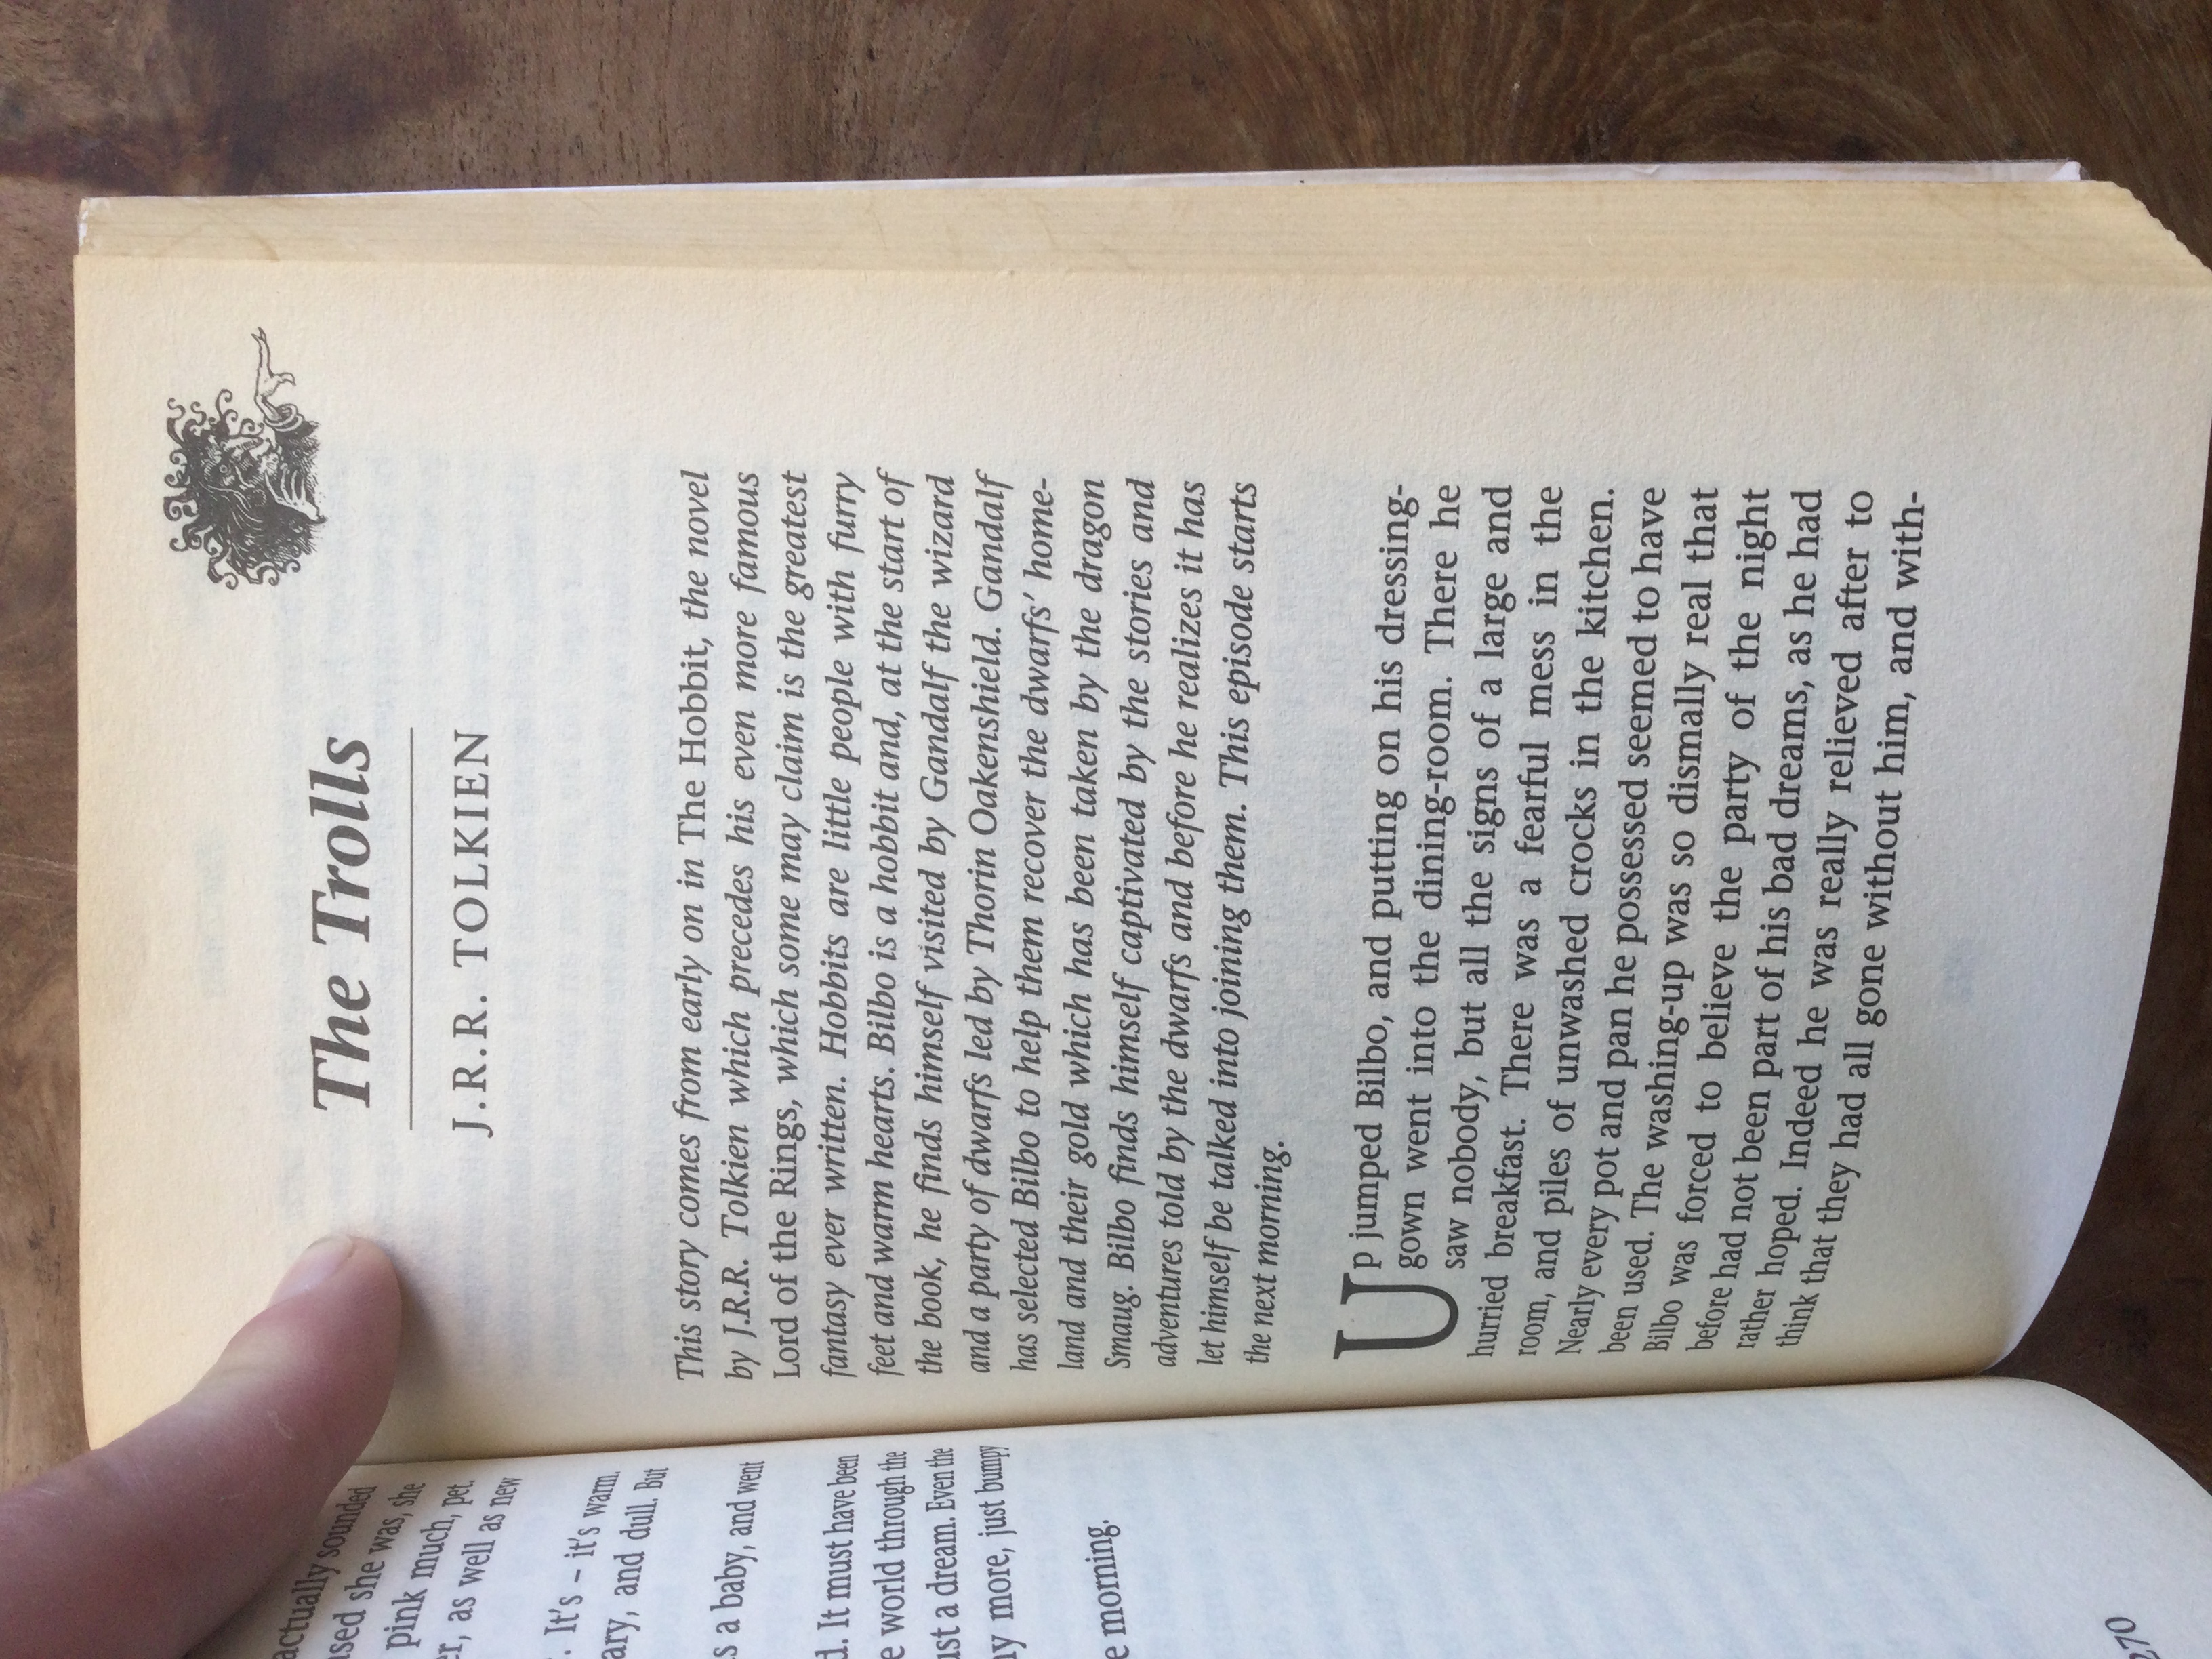 actually sounded
used she was, she
pink much, pet.
er, as well as new
. It's – it's warm.
ary, and dull. But
s a baby, and went
d. It must have been
e world through the
ust a dream. Even the
ny more, just bumpy
e morning.
270
The Trolls
J.R.R. TOLKIEN
This story comes from early on in The Hobbit, the novel
by J.R.R. Tolkien which precedes his even more famous
Lord of the Rings, which some may claim is the greatest
fantasy ever written. Hobbits are little people with furry
feet and warm hearts. Bilbo is a hobbit and, at the start of
the book, he finds himself visited by Gandalf the wizard
and a party of dwarfs led by Thorin Oakenshield. Gandalf
has selected Bilbo to help them recover the dwarfs' home-
land and their gold which has been taken by the dragon
Smaug. Bilbo finds himself captivated by the stories and
adventures told by the dwarfs and before he realizes it has
let himself be talked into joining them. This episode starts
the next morning.
Up jumped Bilbo, and putting on his dressing-
gown went into the dining-room. There he
saw nobody, but all the signs of a large and
hurried breakfast. There was a fearful mess in the
room, and piles of unwashed crocks in the kitchen.
Nearly every pot and pan he possessed seemed to have
been used. The washing-up was so dismally real that
Bilbo was forced to believe the party of the night
before had not been part of his bad dreams, as he had
rather hoped. Indeed he was really relieved after to
think that they had all gone without him, and with-